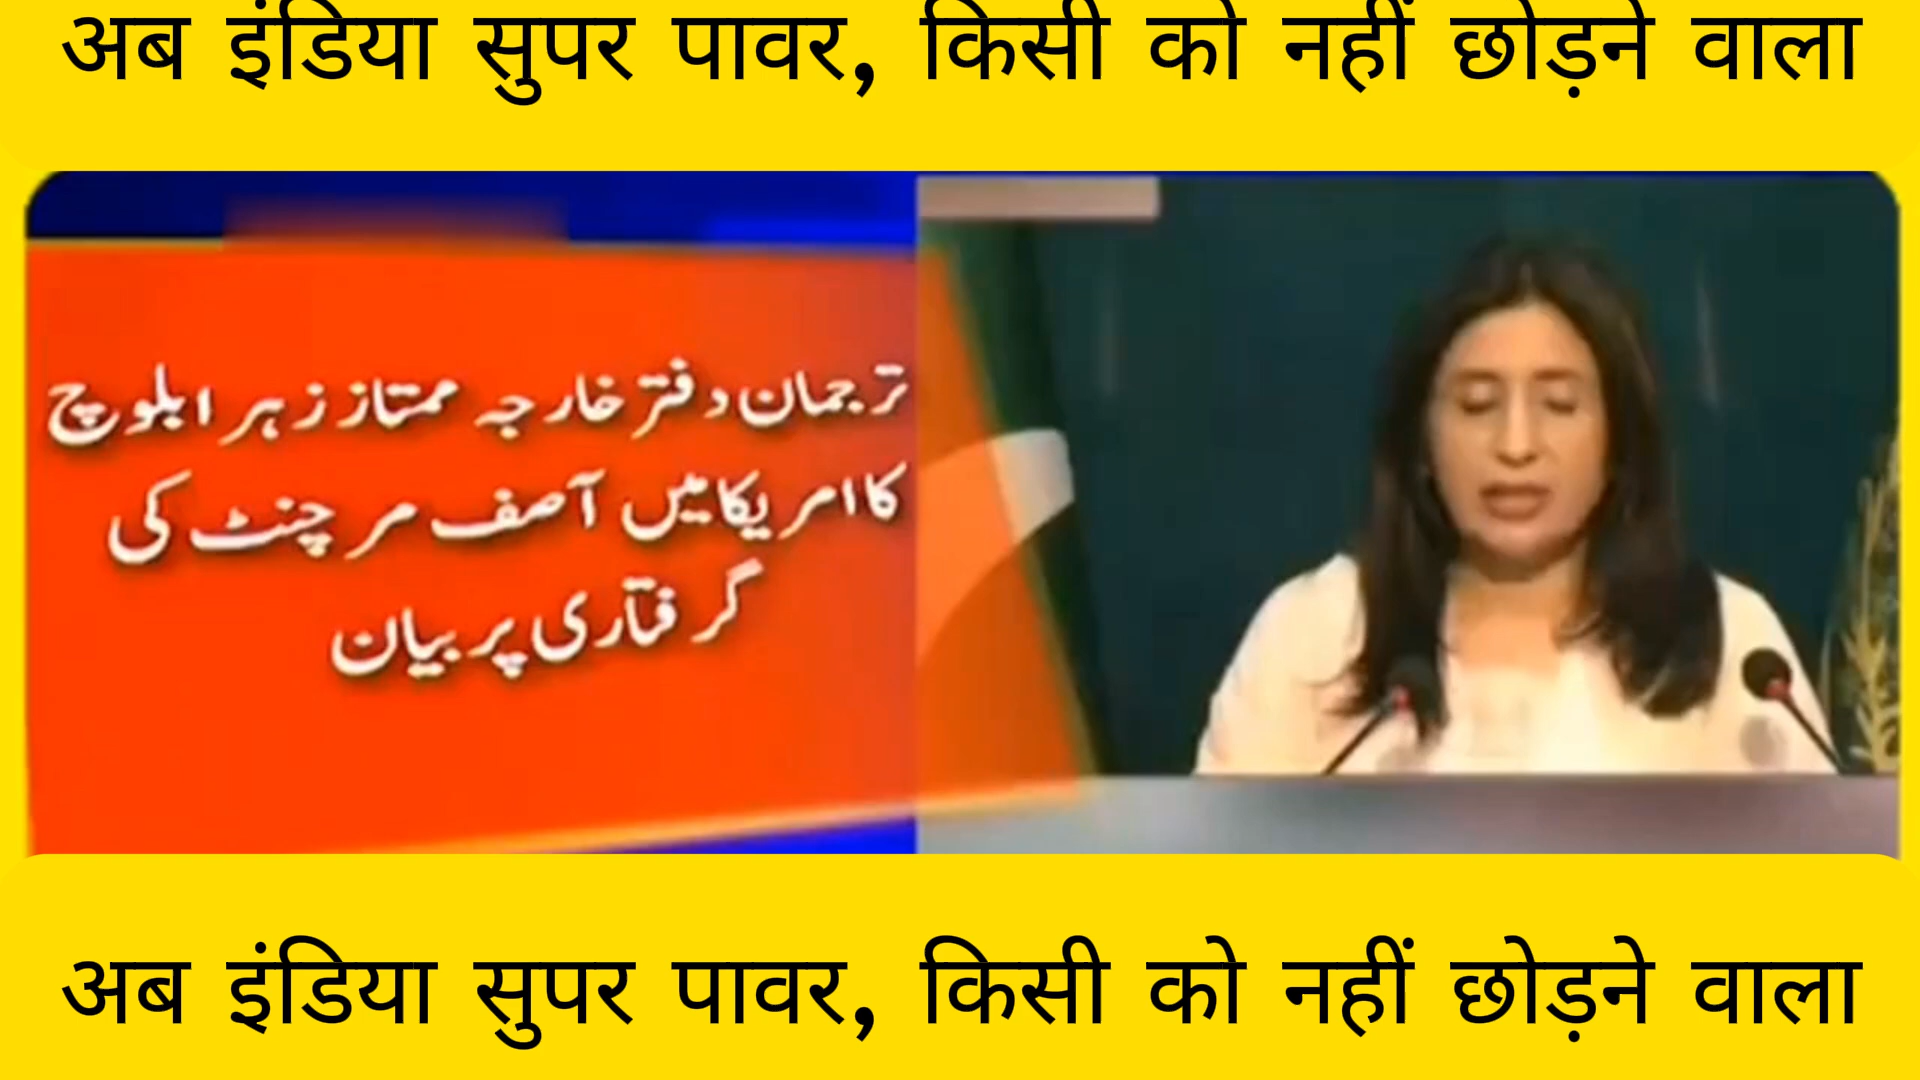 अब इंडिया सुपर पावर, किसी को नहीं छोड़ने वाला
ترجمان دفتر خارجہ ممتاز زہرا بلوچ
کا امریکا میں آصف مرچنٹ کی
گرفتاری پر بیان
अब इंडिया सुपर पावर, किसी को नहीं छोड़ने वाला